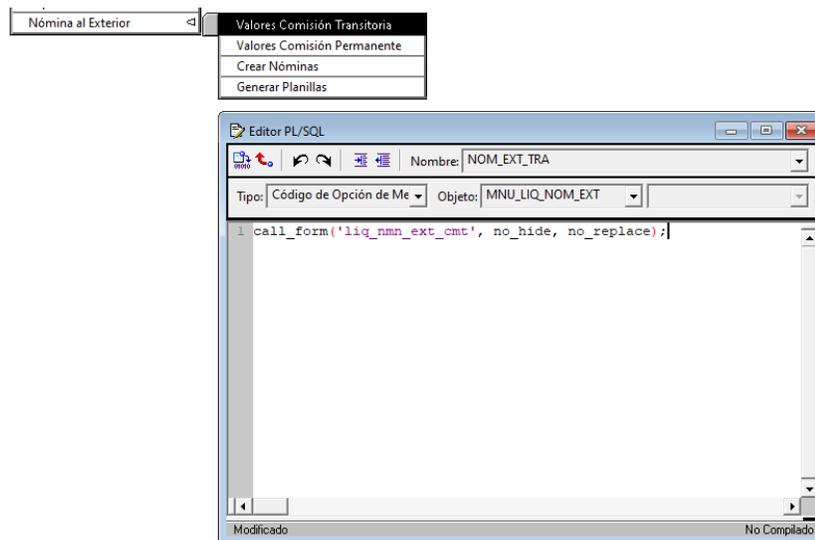 Nómina al Exterior
Valores Comisión Transitoria
Valores Comisión Permanente
Crear Nóminas
Generar Planillas
Editor PL/SQL
Nombre: NOM_EXT_TRA
Tipo: Código de Opción de Me Objeto: MNU_LIQ_NOM_EXT
1 call_form('liq_nmn_ext_cmt', no_hide, no_replace);
Modificado No Compilado